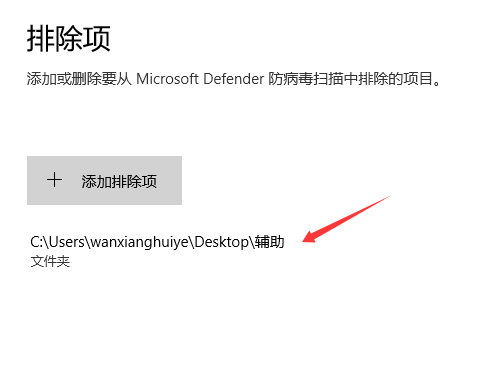 排除项
添加或删除要从 Microsoft Defender 防病毒扫描中排除的项目。
添加排除项
C:\Users\wanxianghuiye\Desktop\辅助
文件夹